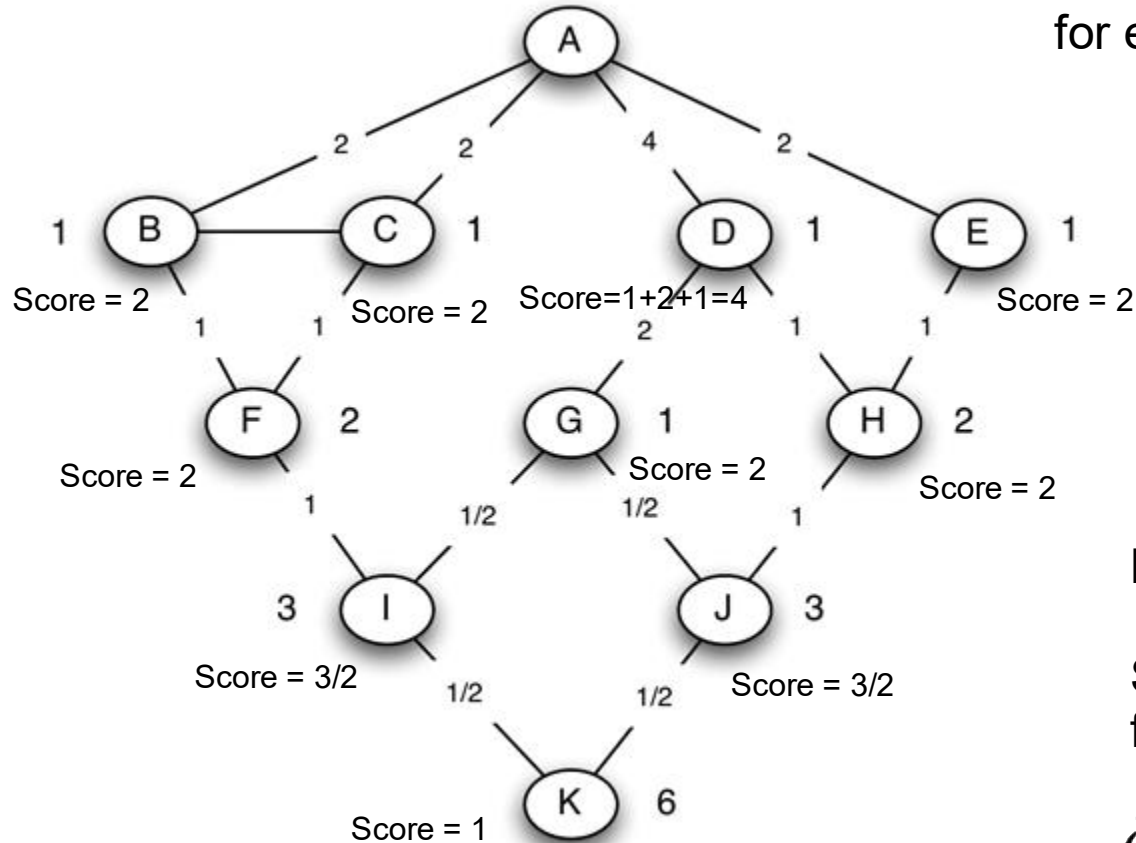 for e
A
2 2 4 2
1 B C 1 D 1 E 1
Score = 2 Score = 2 Score=1+2+1=4 Score = 2
1 1 2 1 1
F 2 G 1 H 2
Score = 2 Score = 2 Score = 2
1 1/2 1/2 1
3 I J 3
Score = 3/2 Score = 3/2
1/2 1/2
K 6
Score = 1